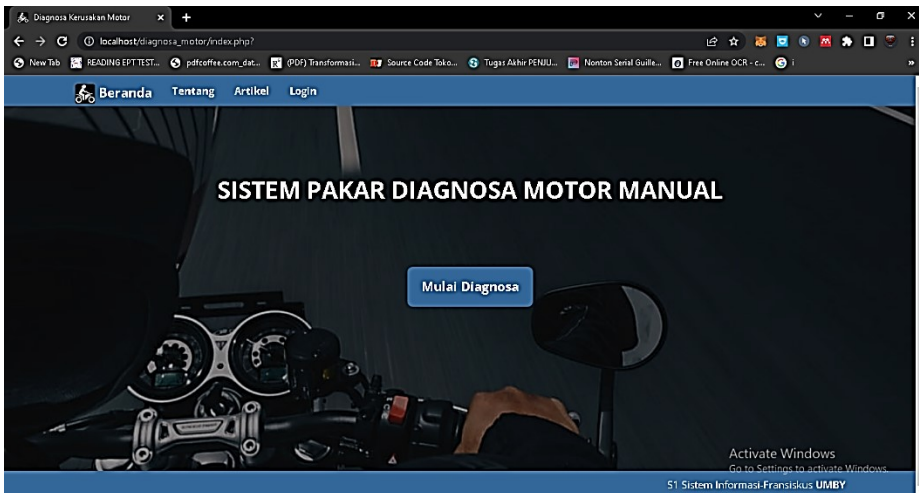 Diagnosa Kerusakan Motor
localhost/diagnosa_motor/index.php?
New Tab READING EPT TEST... pdfcoffee.com_dat... (PDF) Transformasi... Source Code Toko... Tugas Akhir PENJU... Nonton Serial Guille... Free Online OCR - c... i
Beranda Tentang Artikel Login
SISTEM PAKAR DIAGNOSA MOTOR MANUAL
Mulai Diagnosa
Activate Windows
Go to Settings to activate Windows.
S1 Sistem Informasi-Fransiskus UMBY